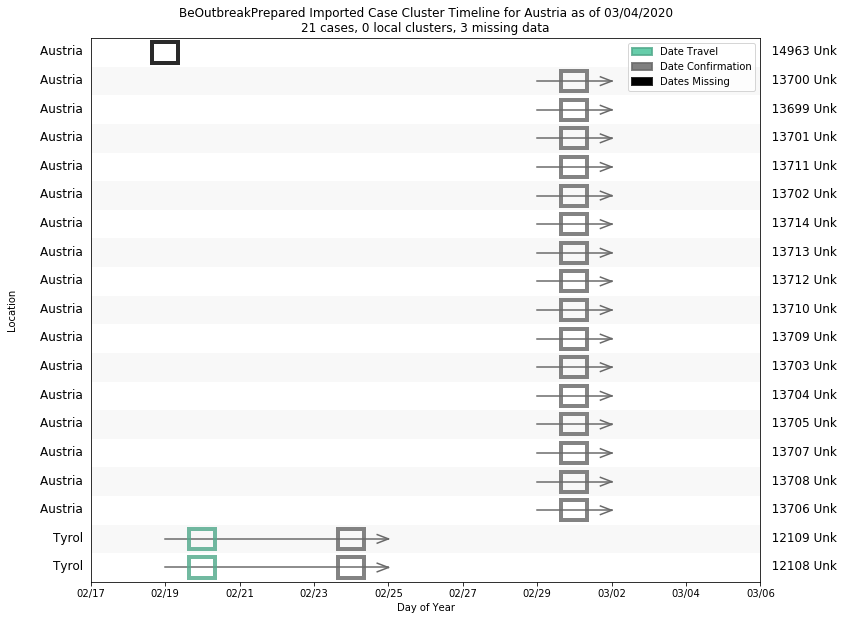 BeOutbreakPrepared Imported Case Cluster Timeline for Austria as of 03/04/2020
21 cases, 0 local clusters, 3 missing data
Date Travel
Date Confirmation
Dates Missing
Location
Austria 14963 Unk
Austria 13700 Unk
Austria 13699 Unk
Austria 13701 Unk
Austria 13711 Unk
Austria 13702 Unk
Austria 13714 Unk
Austria 13713 Unk
Austria 13712 Unk
Austria 13710 Unk
Austria 13709 Unk
Austria 13703 Unk
Austria 13704 Unk
Austria 13705 Unk
Austria 13707 Unk
Austria 13708 Unk
Austria 13706 Unk
Tyrol 12109 Unk
Tyrol 12108 Unk
02/17 02/19 02/21 02/23 02/25 02/27 02/29 03/02 03/04 03/06
Day of Year